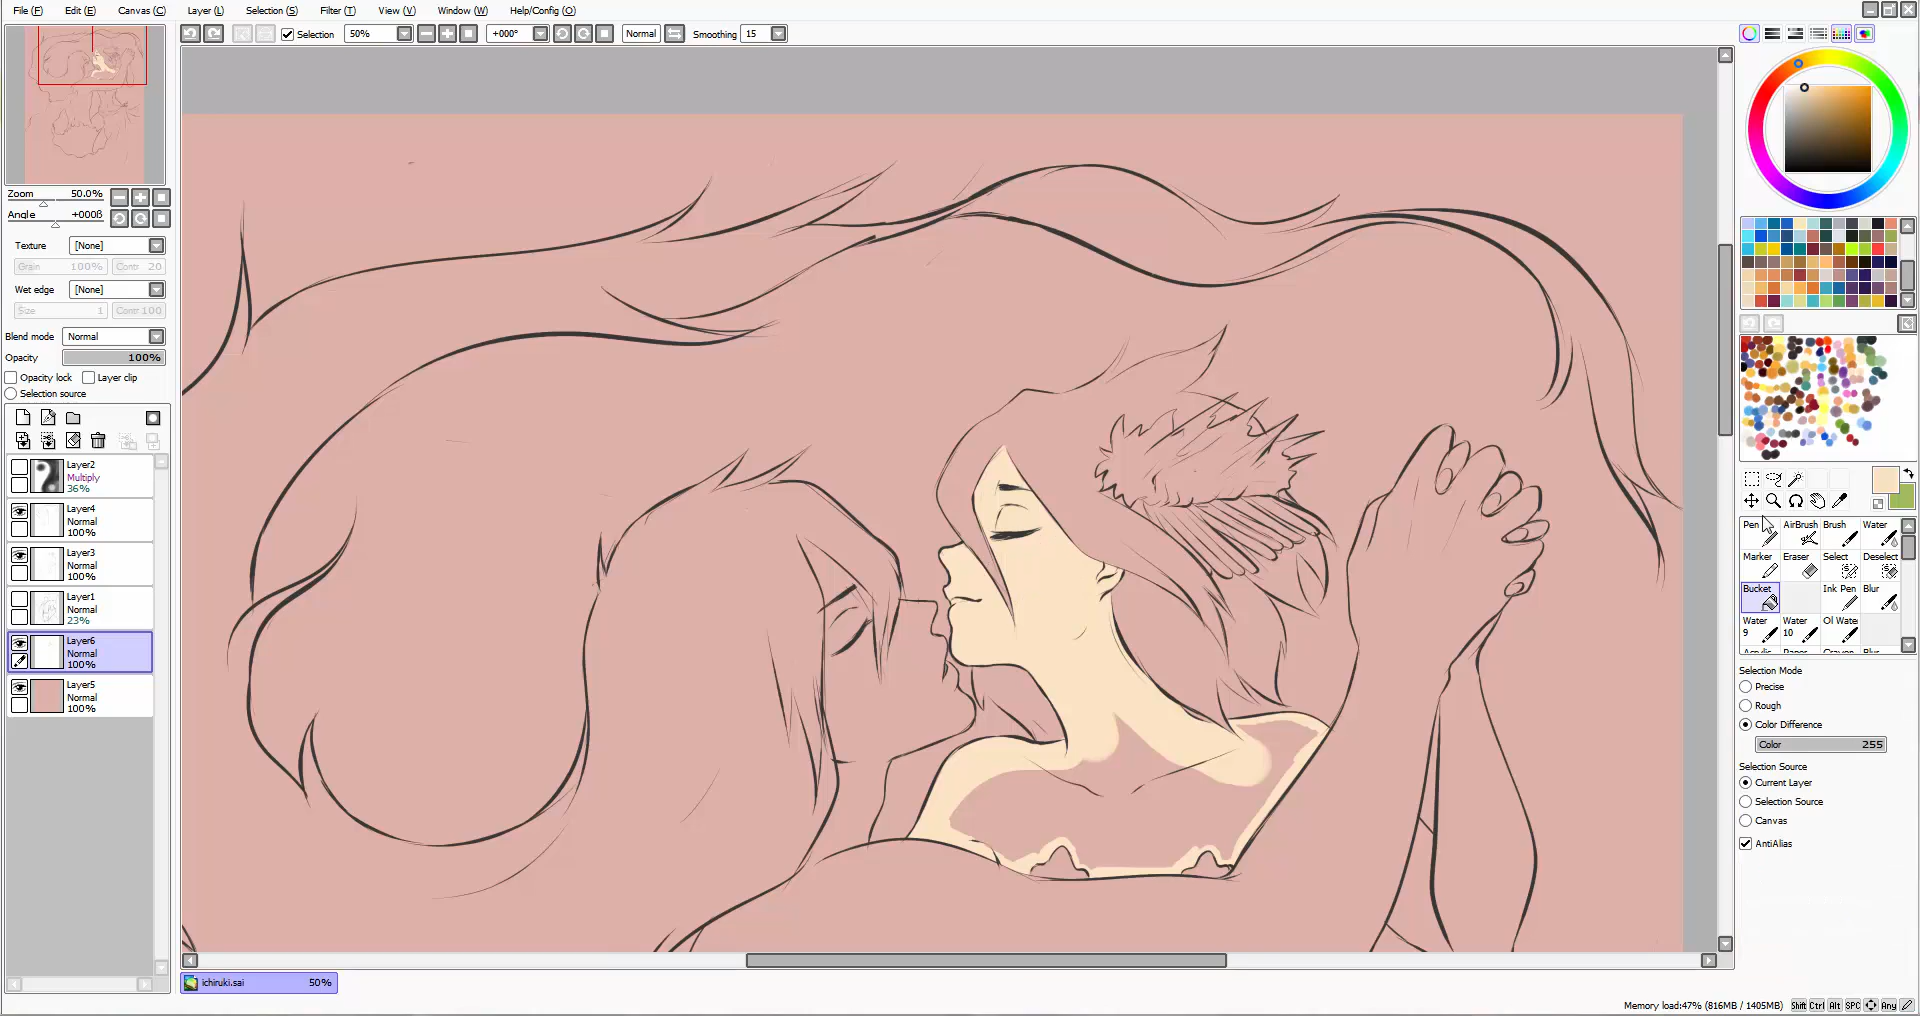 File (F) Edit (E) Canvas (C) Layer (L) Selection (S) Filter (T) View (V) Window (W) Help/Config (O)
Selection 50% +000° Normal Smoothing 15
Zoom 50.0%
Angle +000ß
Texture [None]
Grain 100% Contr 20
Wet edge [None]
Size 1 Contr 100
Blend mode Normal
Opacity 100%
Opacity lock Layer clip
Selection source
Layer2
Multiply
36%
Layer4
Normal
100%
Layer3
Normal
100%
Layer1
Normal
23%
Layer6
Normal
100%
Layer5
Normal
100%
Pen AirBrush Brush Water
Marker Eraser Select Deselect
Bucket Ink Pen Blur
Water 9 Water 10 Ol Wate
Selection Mode
Precise
Rough
Color Difference
Color 255
Selection Source
Current Layer
Selection Source
Canvas
AntiAlias
ichiruki.sai 50%
Memory load:47% (816MB / 1405MB) Shift Ctrl Alt SPC Any